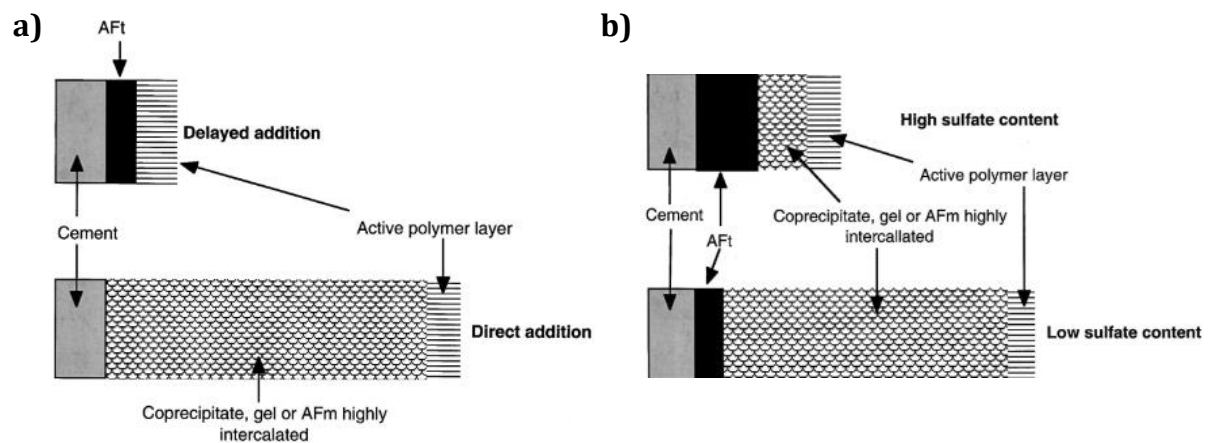 a)
AFt
Delayed addition
Cement
Active polymer layer
Direct addition
Coprecipitate, gel or AFm highly
intercalated
b)
High sulfate content
Active polymer layer
Cement
Coprecipitate, gel or AFm highly
intercallated
AFt
Low sulfate content